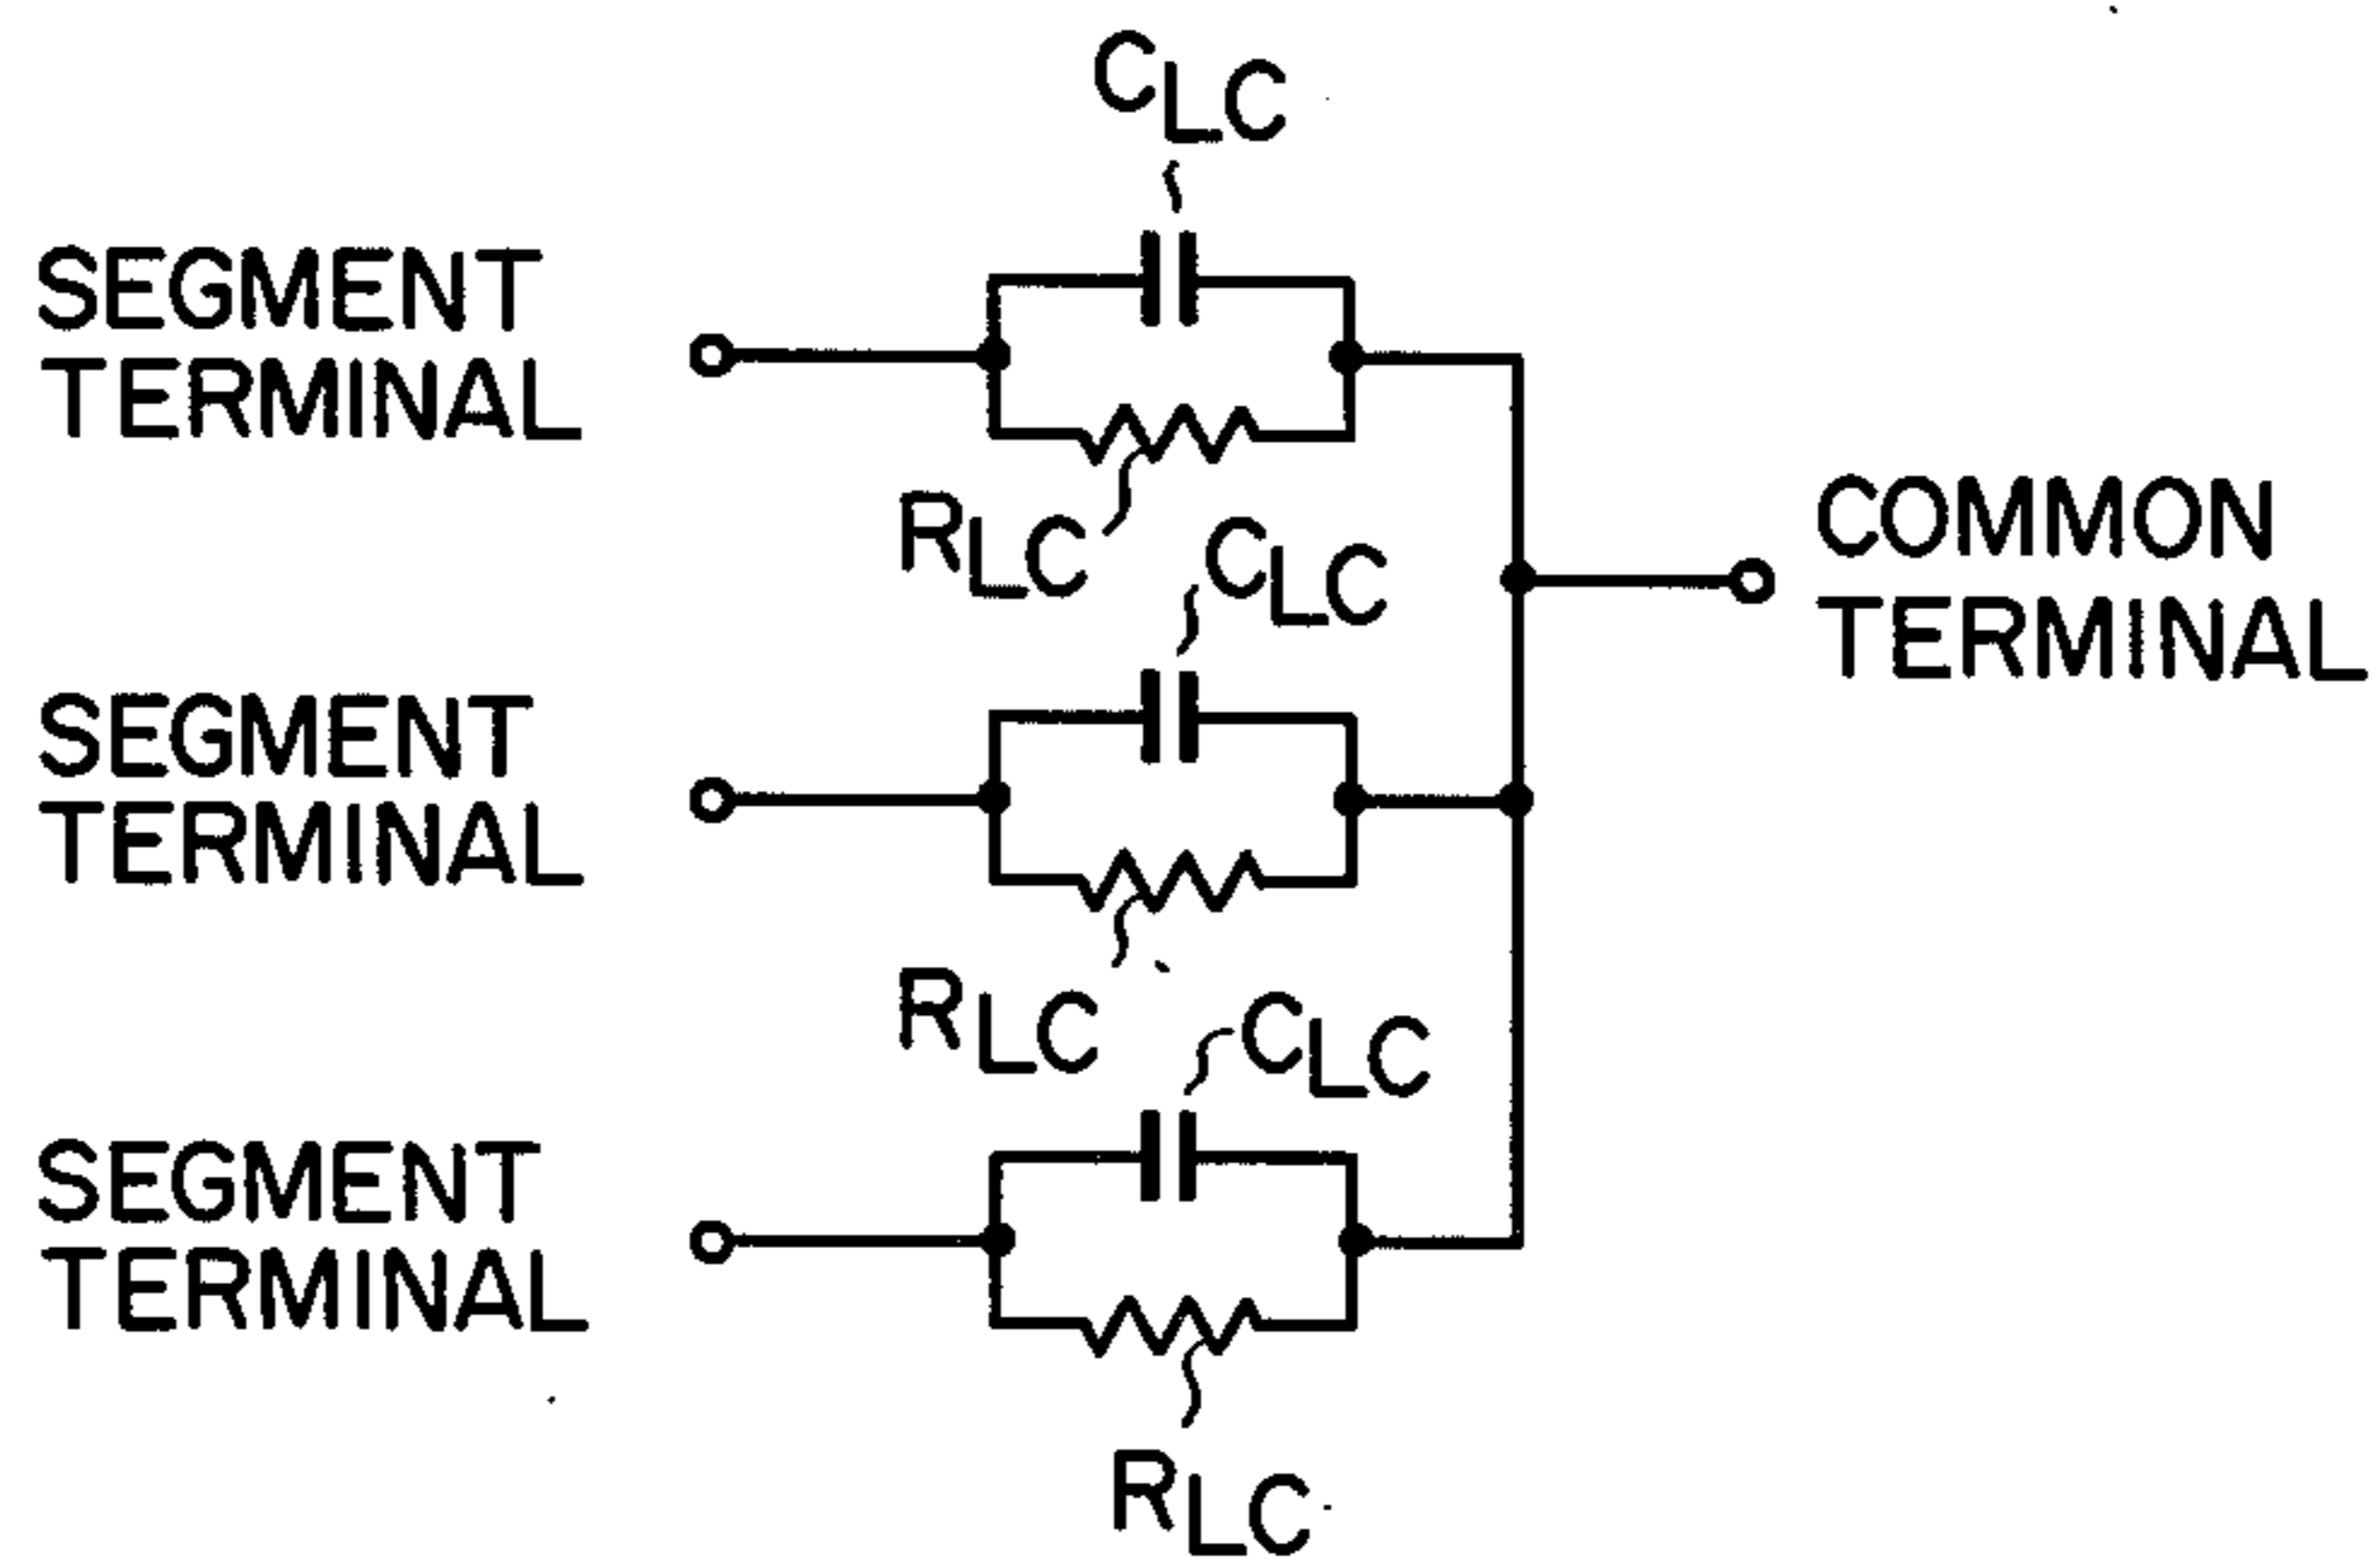 CLC
SEGMENT
TERMINAL
RLC
CLC
COMMON
TERMINAL
SEGMENT
TERMINAL
RLC
CLC
SEGMENT
TERMINAL
RLC